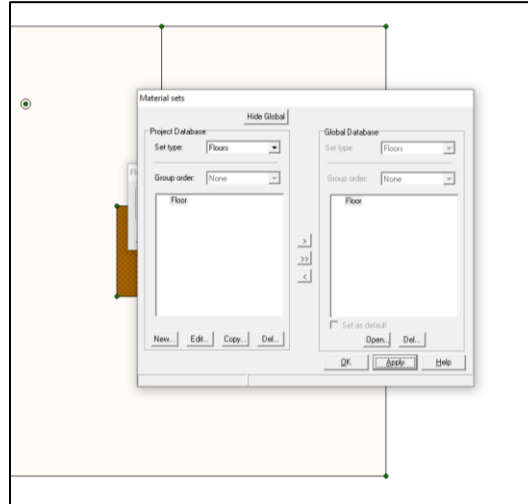 Material sets
Hide Global
Project Database
Set type: Floors
Group order: None
Floor
New... Edit... Copy... Del...
Global Database
Set type: Floors
Group order: None
Floor
>
>>
<
Set as default
Open... Del...
OK Apply Help